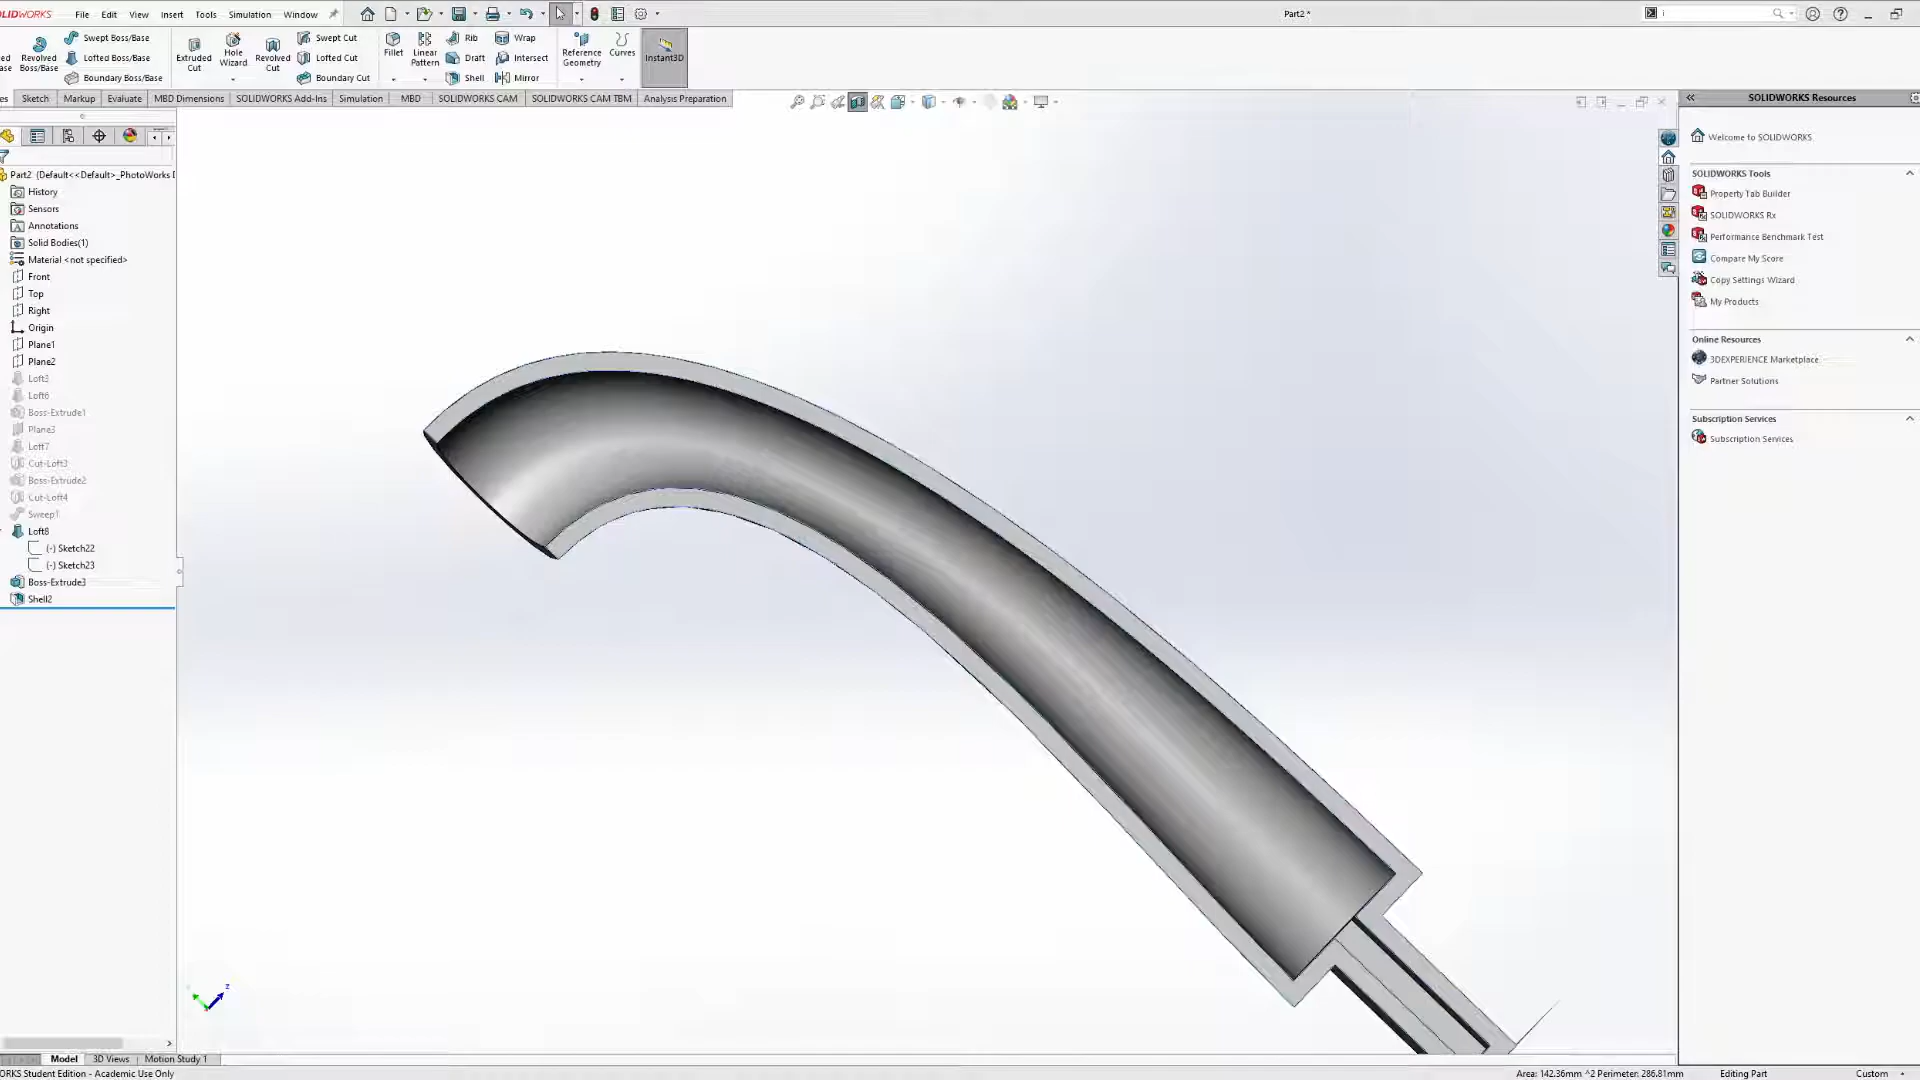 SOLIDWORKS File Edit View Insert Tools Simulation Window
Part2 *
Swept Boss/Base
Lofted Boss/Base
Boundary Boss/Base
Revolved Boss/Base
Extruded Cut
Hole Wizard
Revolved Cut
Swept Cut
Lofted Cut
Boundary Cut
Fillet
Linear Pattern
Rib
Draft
Shell
Wrap
Intersect
Mirror
Reference Geometry
Curves
Instant3D
Sketch Markup Evaluate MBD Dimensions SOLIDWORKS Add-Ins Simulation MBD SOLIDWORKS CAM SOLIDWORKS CAM TBM Analysis Preparation
Part2 (Default<<Default>_PhotoWorks
History
Sensors
Annotations
Solid Bodies(1)
Material <not specified>
Front
Top
Right
Origin
Plane1
Plane2
Loft3
Loft6
Boss-Extrude1
Plane3
Loft7
Cut-Loft3
Boss-Extrude2
Cut-Loft4
Sweep1
Loft8
(-) Sketch22
(-) Sketch23
Boss-Extrude3
Shell2
z
SOLIDWORKS Resources
Welcome to SOLIDWORKS
SOLIDWORKS Tools
Property Tab Builder
SOLIDWORKS Rx
Performance Benchmark Test
Compare My Score
Copy Settings Wizard
My Products
Online Resources
3DEXPERIENCE Marketplace
Partner Solutions
Subscription Services
Subscription Services
Model 3D Views Motion Study 1
ORKS Student Edition - Academic Use Only
Area: 142.36mm ^2 Perimeter: 286.81mm Editing Part Custom